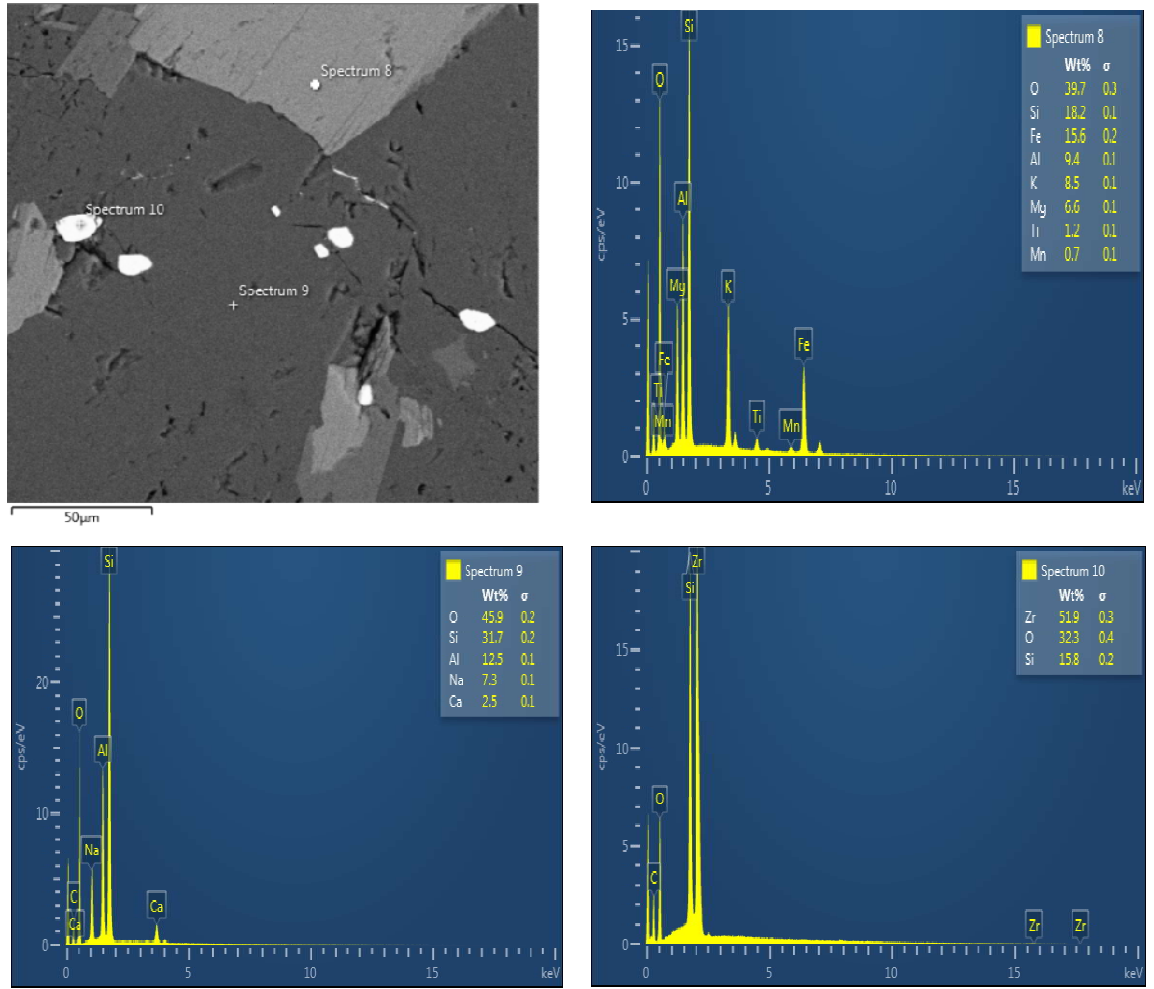 Spectrum 8
Spectrum 10
Spectrum 9
50µm
Spectrum 8
Wt% σ
O 39.7 0.3
Si 18.2 0.1
Fe 15.6 0.2
Al 9.4 0.1
K 8.5 0.1
Mg 6.6 0.1
Ti 1.2 0.1
Mn 0.7 0.1
Si
O
Al
Mg
K
Fe
Fe
Ti
Mn
Ti
Mn
cps/eV
15
10
5
0
0 5 10 15 keV
Spectrum 9
Wt% σ
O 45.9 0.2
Si 31.7 0.2
Al 12.5 0.1
Na 7.3 0.1
Ca 2.5 0.1
Si
O
Al
Na
C
Ca
Ca
cps/eV
20
10
0
0 5 10 15 keV
Spectrum 10
Wt% σ
Zr 51.9 0.3
O 32.3 0.4
Si 15.8 0.2
Zr
Si
O
C
Zr
Zr
cps/eV
15
10
5
0
0 5 10 15 keV